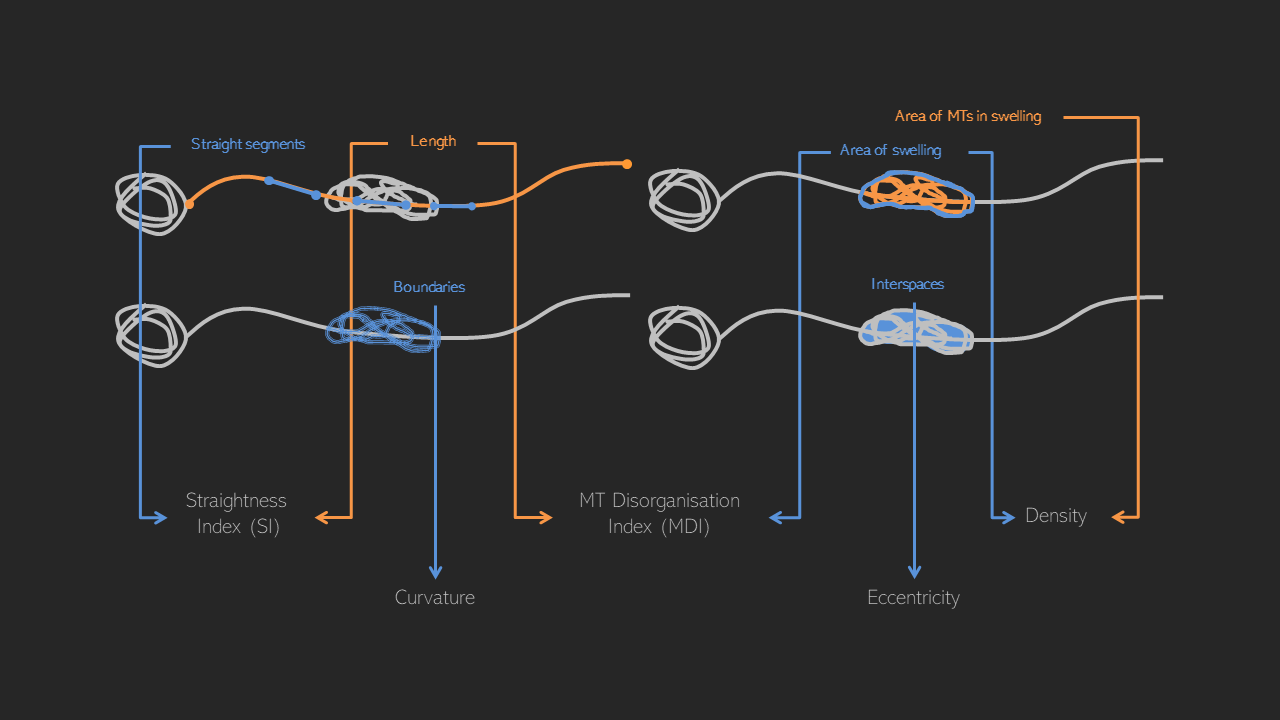 Area of MTs in swelling
Straight segments
Length
Area of swelling
Boundaries
Interspaces
Straightness
Index (SI)
MT Disorganisation
Index (MDI)
Density
Curvature
Eccentricity